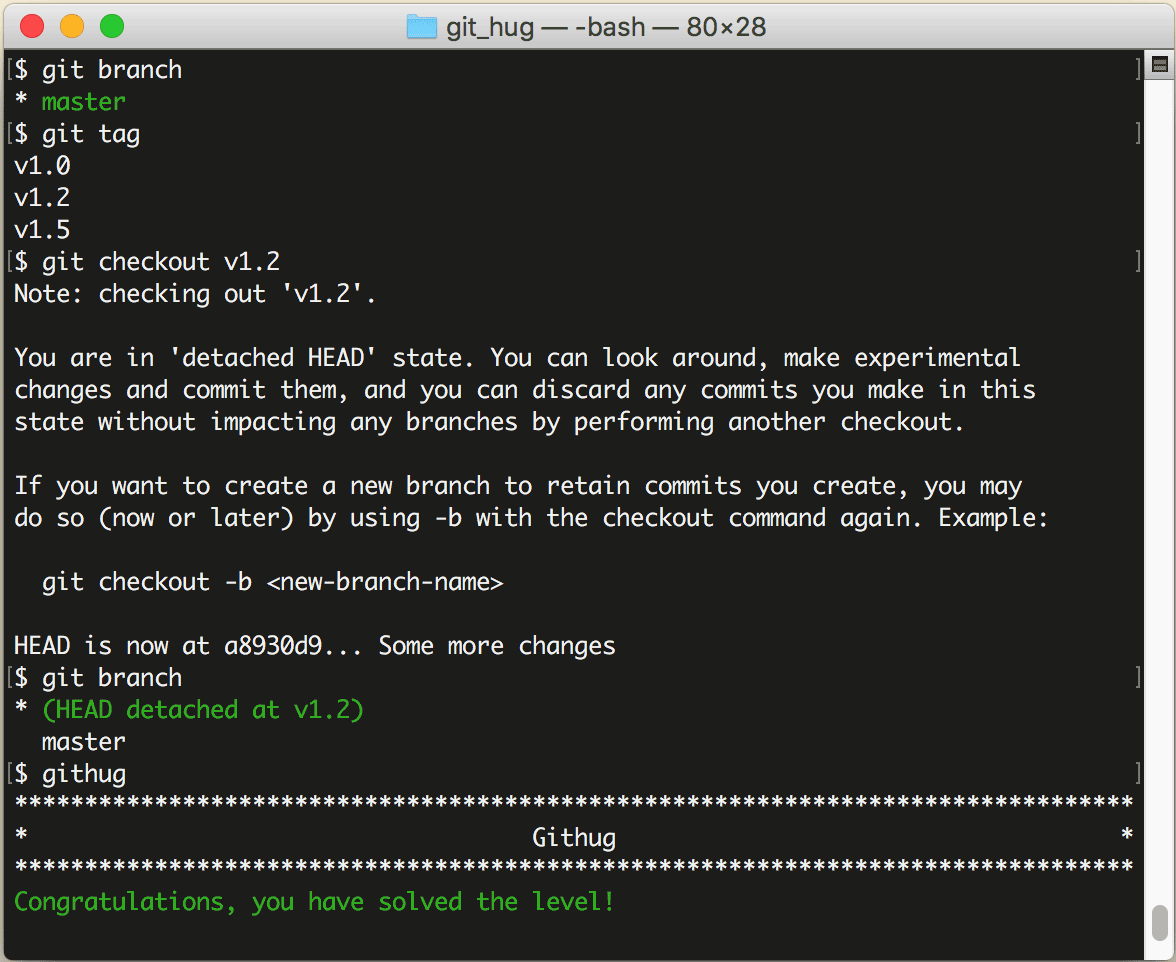 git_hug — -bash — 80×28
[$ git branch ]
* master
[$ git tag ]
v1.0
v1.2
v1.5
[$ git checkout v1.2 ]
Note: checking out 'v1.2'.
You are in 'detached HEAD' state. You can look around, make experimental
changes and commit them, and you can discard any commits you make in this
state without impacting any branches by performing another checkout.
If you want to create a new branch to retain commits you create, you may
do so (now or later) by using -b with the checkout command again. Example:
git checkout -b <new-branch-name>
HEAD is now at a8930d9... Some more changes
[$ git branch ]
* (HEAD detached at v1.2)
master
[$ githug ]
********************************************************************************
* Githug *
********************************************************************************
Congratulations, you have solved the level!